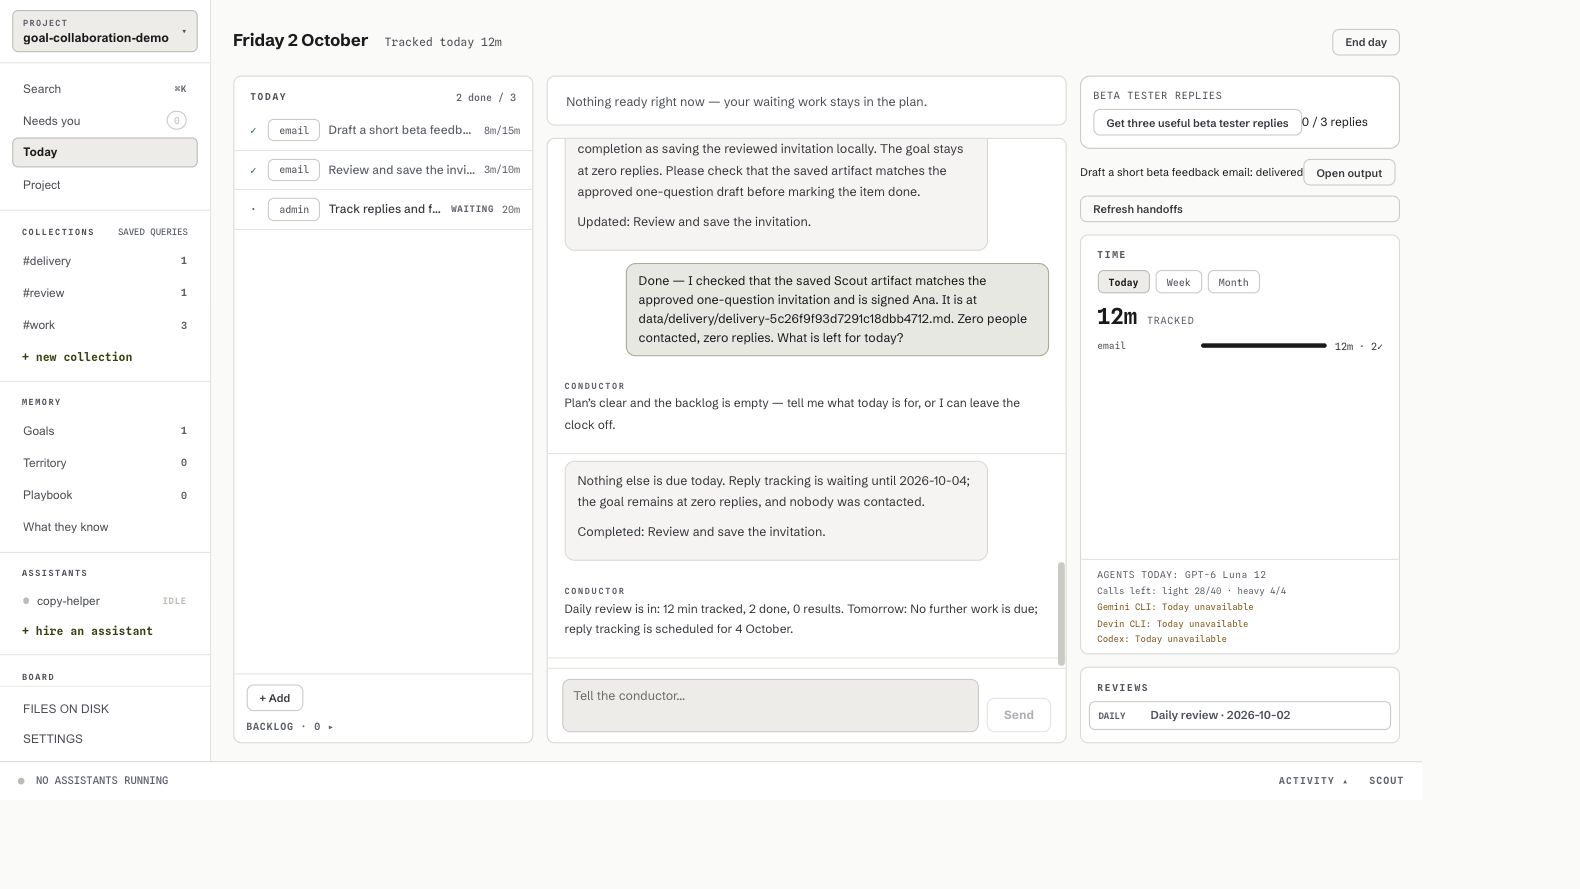 PROJECT
goal-collaboration-demo
Search ⌘K
Needs you 0
Today
Project
COLLECTIONS SAVED QUERIES
#delivery 1
#review 1
#work 3
+ new collection
MEMORY
Goals 1
Territory 0
Playbook 0
What they know
ASSISTANTS
copy-helper IDLE
+ hire an assistant
BOARD
FILES ON DISK
SETTINGS
Friday 2 October Tracked today 12m
End day
TODAY 2 done / 3
✓ email Draft a short beta feedb... 8m/15m
✓ email Review and save the invi... 3m/10m
· admin Track replies and f... WAITING 20m
+ Add
BACKLOG · 0 ▸
Nothing ready right now — your waiting work stays in the plan.
completion as saving the reviewed invitation locally. The goal stays
at zero replies. Please check that the saved artifact matches the
approved one-question draft before marking the item done.
Updated: Review and save the invitation.
Done — I checked that the saved Scout artifact matches the
approved one-question invitation and is signed Ana. It is at
data/delivery/delivery-5c26f9f93d7291c18dbb4712.md. Zero people
contacted, zero replies. What is left for today?
CONDUCTOR
Plan's clear and the backlog is empty — tell me what today is for, or I can leave the
clock off.
Nothing else is due today. Reply tracking is waiting until 2026-10-04;
the goal remains at zero replies, and nobody was contacted.
Completed: Review and save the invitation.
CONDUCTOR
Daily review is in: 12 min tracked, 2 done, 0 results. Tomorrow: No further work is due;
reply tracking is scheduled for 4 October.
Tell the conductor...
Send
BETA TESTER REPLIES
Get three useful beta tester replies 0 / 3 replies
Draft a short beta feedback email: delivered Open output
Refresh handoffs
TIME
Today Week Month
12m TRACKED
email 12m · 2✓
AGENTS TODAY: GPT-6 Luna 12
Calls left: light 28/40 · heavy 4/4
Gemini CLI: Today unavailable
Devin CLI: Today unavailable
Codex: Today unavailable
REVIEWS
DAILY Daily review · 2026-10-02
NO ASSISTANTS RUNNING
ACTIVITY ▴ SCOUT